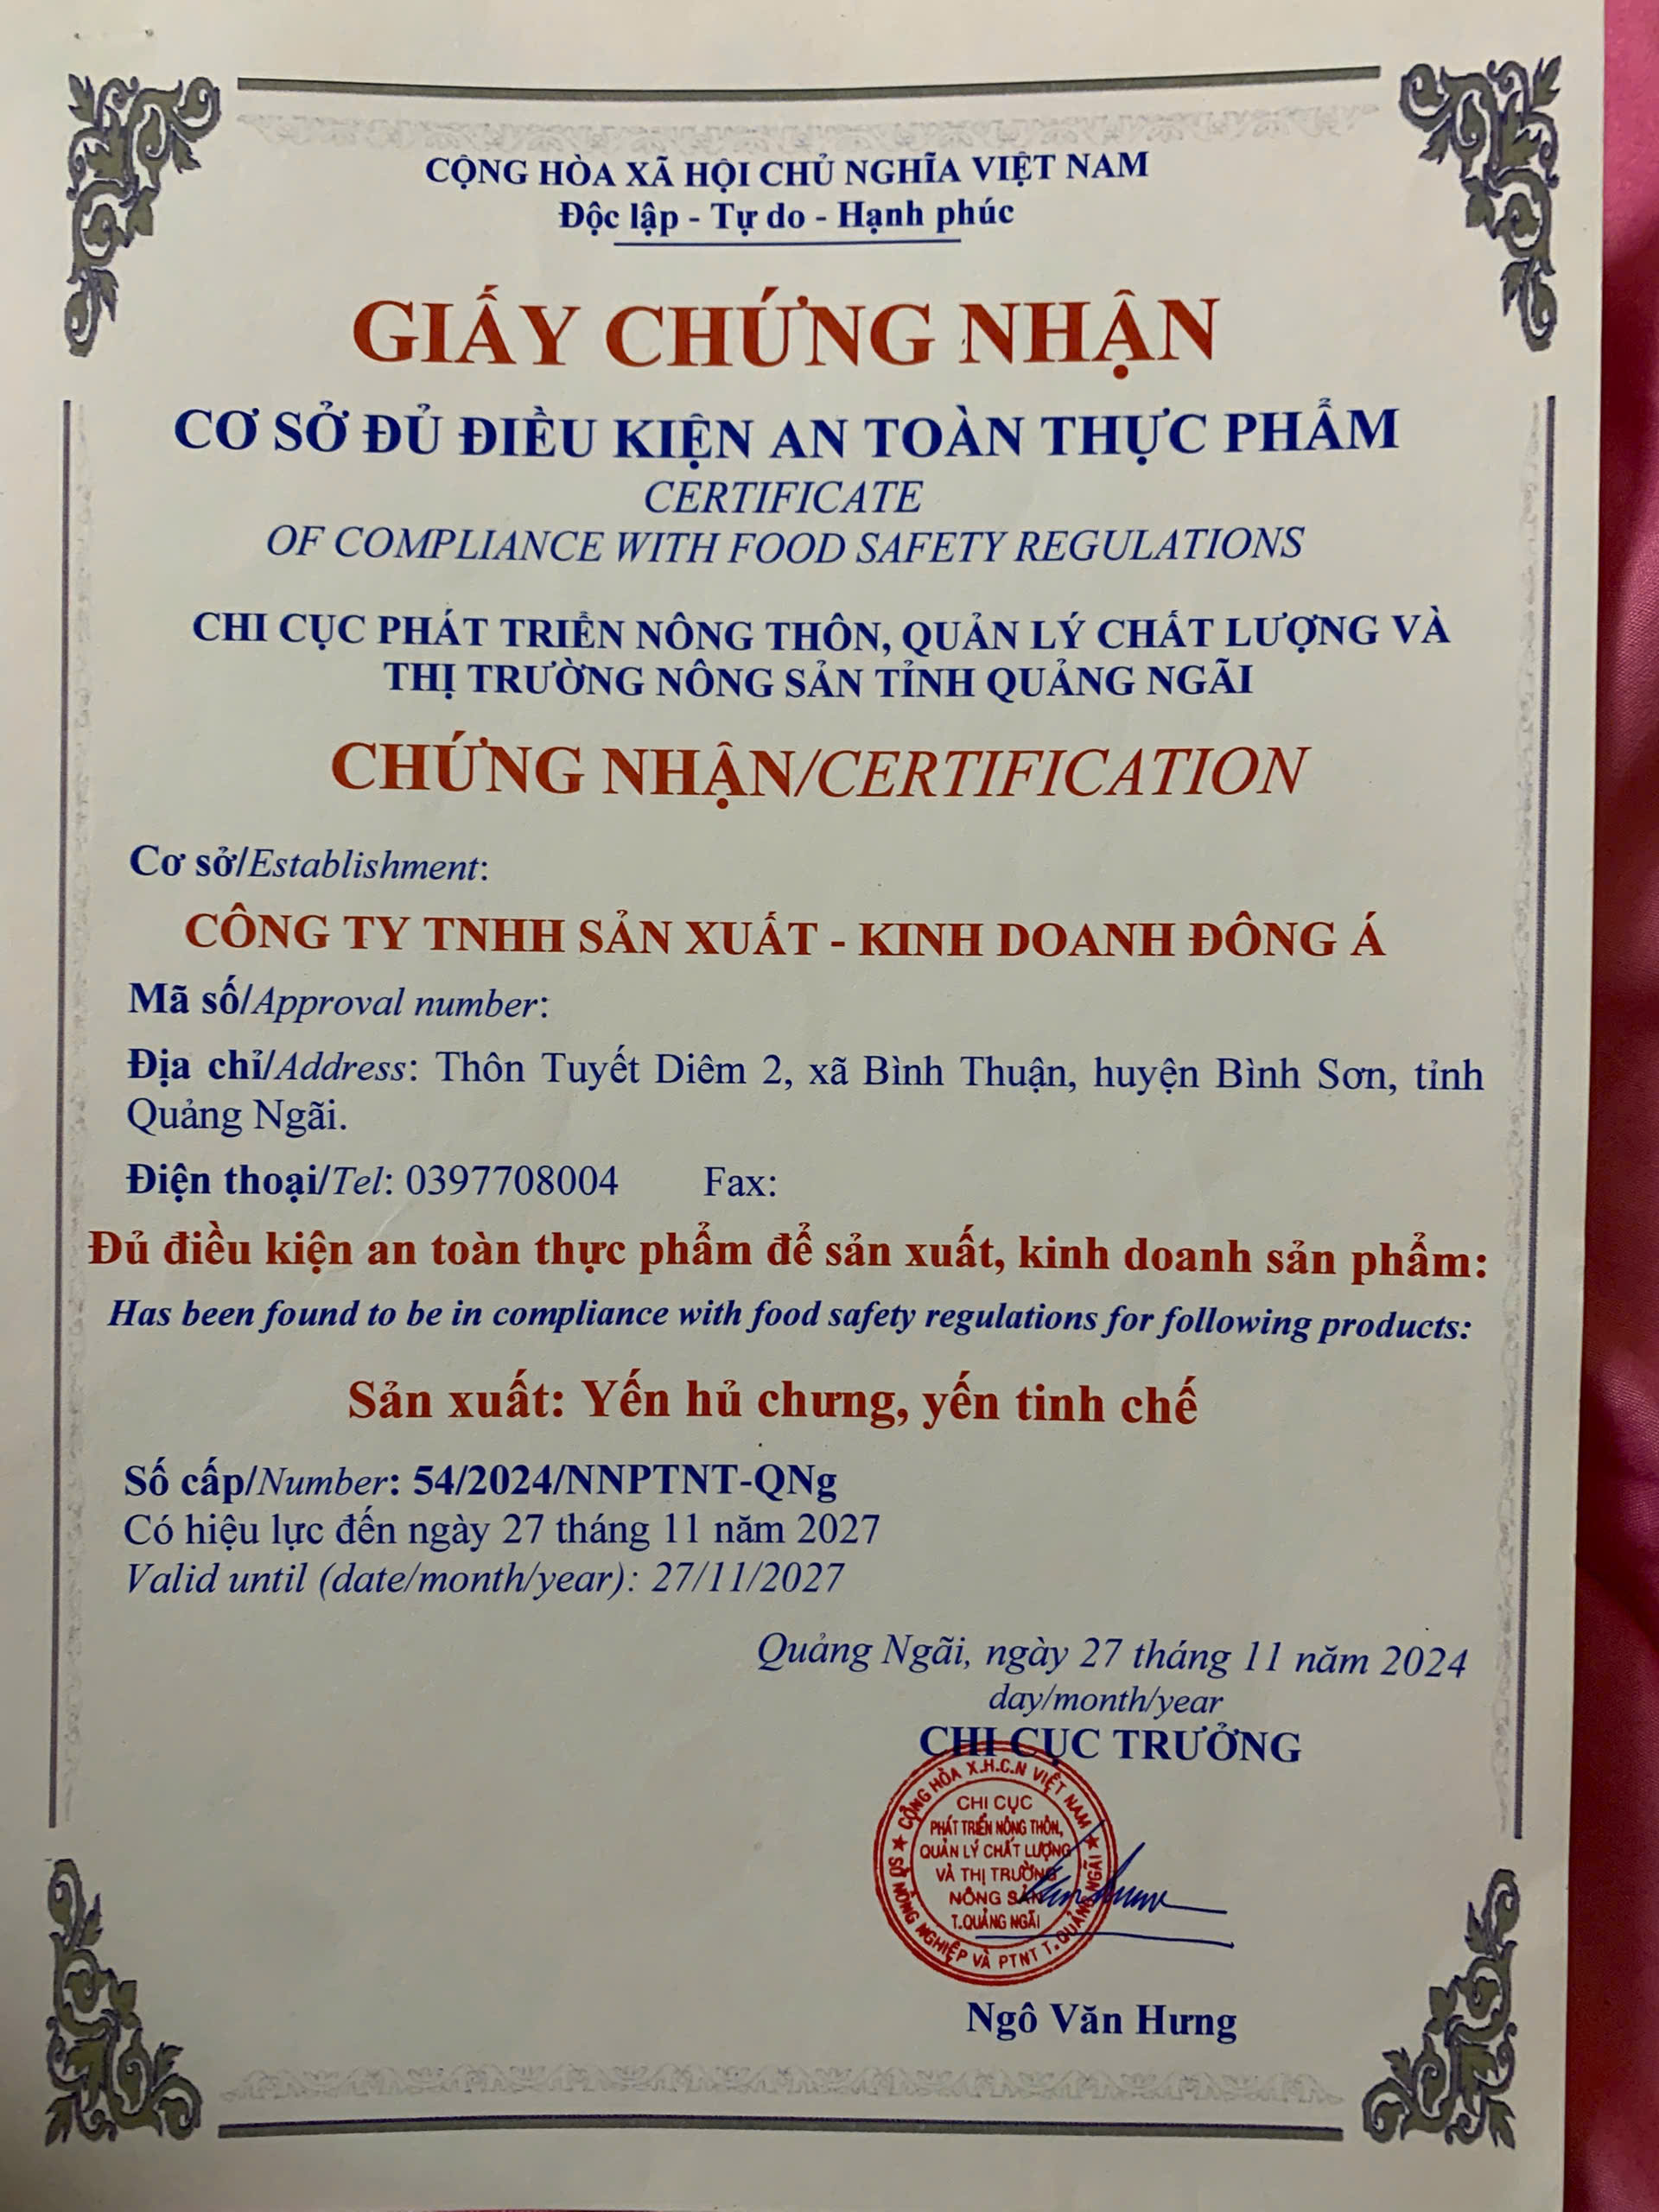 CỘNG HÒA XÃ HỘI CHỦ NGHĨA VIỆT NAM
Độc lập - Tự do - Hạnh phúc
GIẤY CHỨNG NHẬN
CƠ SỞ ĐỦ ĐIỀU KIỆN AN TOÀN THỰC PHẨM
CERTIFICATE
OF COMPLIANCE WITH FOOD SAFETY REGULATIONS
CHI CỤC PHÁT TRIỂN NÔNG THÔN, QUẢN LÝ CHẤT LƯỢNG VÀ
THỊ TRƯỜNG NÔNG SẢN TỈNH QUẢNG NGÃI
CHỨNG NHẬN/CERTIFICATION
Cơ sở/Establishment:
CÔNG TY TNHH SẢN XUẤT - KINH DOANH ĐÔNG Á
Mã số/Approval number:
Địa chỉ/Address: Thôn Tuyết Diêm 2, xã Bình Thuận, huyện Bình Sơn, tỉnh
Quảng Ngãi.
Điện thoại/Tel: 0397708004 Fax:
Đủ điều kiện an toàn thực phẩm để sản xuất, kinh doanh sản phẩm:
Has been found to be in compliance with food safety regulations for following products:
Sản xuất: Yến hủ chưng, yến tinh chế
Số cấp/Number: 54/2024/NNPTNT-QNg
Có hiệu lực đến ngày 27 tháng 11 năm 2027
Valid until (date/month/year): 27/11/2027
Quảng Ngãi, ngày 27 tháng 11 năm 2024
day/month/year
CHI CỤC TRƯỞNG
CỘNG HÒA X.H.C.N VIỆT NAM
CHI CỤC
PHÁT TRIỂN NÔNG THÔN,
QUẢN LÝ CHẤT LƯỢNG
VÀ THỊ TRƯỜNG
NÔNG SẢN
T.QUẢNG NGÃI
SỞ NÔNG NGHIỆP VÀ PTNT T.QUẢNG NGÃI
Ngô Văn Hưng